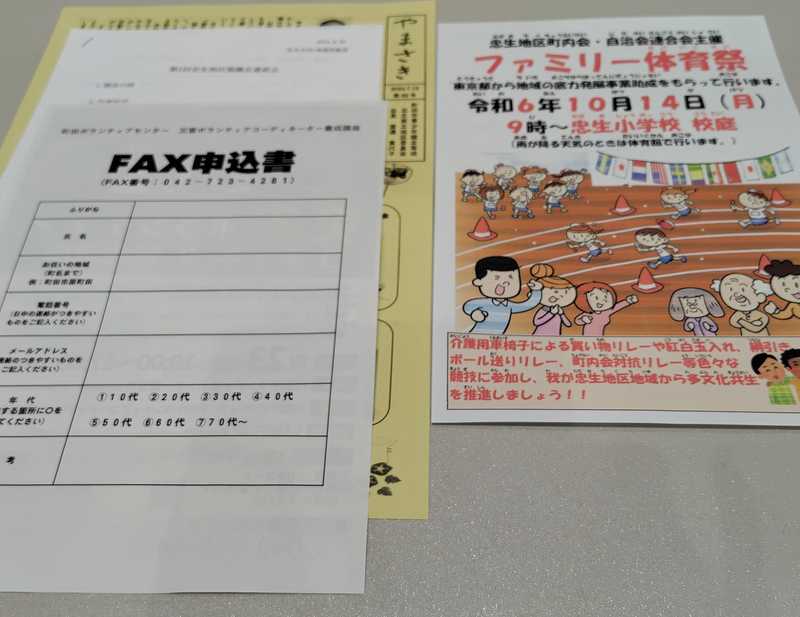 町田ボランティアセンター 災害ボランティアコーディネーター養成講座
FAX申込書
(FAX番号：042-723-4281)
ふりがな
氏名
お住いの地域
(町名まで)
例：町田市原町田
電話番号
(日中の連絡がつきやすい
ものをご記入ください)
メールアドレス
連絡のつきやすいものを
ご記入ください)
年代
する箇所に○を
てください)
①10代 ②20代 ③30代 ④40代
⑤50代 ⑥60代 ⑦70代～
考
やまざき
忠生地区町内会・自治会連合会主催
ファミリー体育祭
東京都から地域の底力発展事業助成をもらって行います。
令和6年10月14日(月)
9時～忠生小学校 校庭
(雨が降る天気のときは体育館で行います。)
介護用車椅子による買い物リレーや紅白玉入れ、綱引き
ボール送りリレー、町内会対抗リレー等色々な
競技に参加し、我が忠生地区地域から多文化共生
を推進しましょう！！